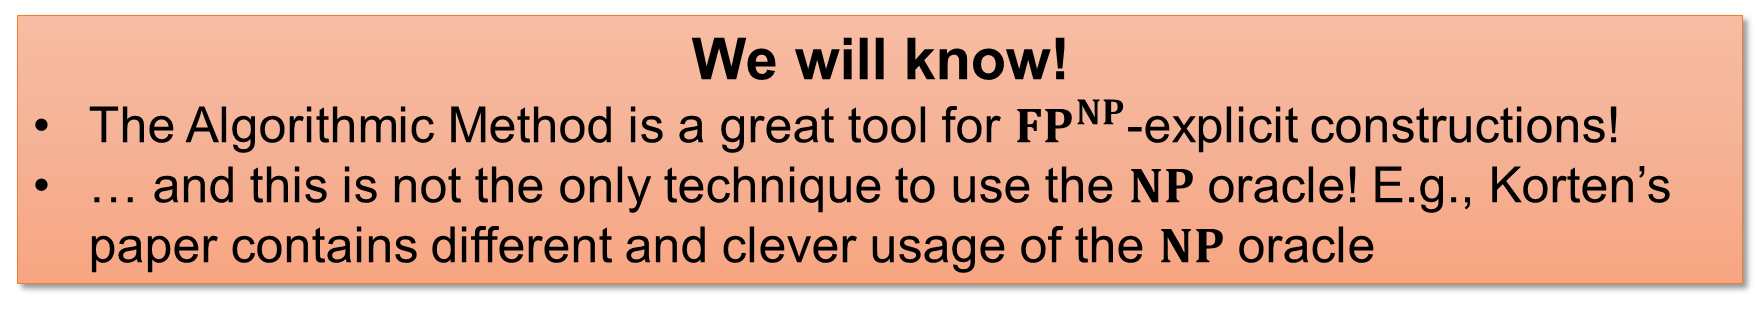 We will know!
• The Algorithmic Method is a great tool for FP^NP-explicit constructions!
• … and this is not the only technique to use the NP oracle! E.g., Korten’s
paper contains different and clever usage of the NP oracle